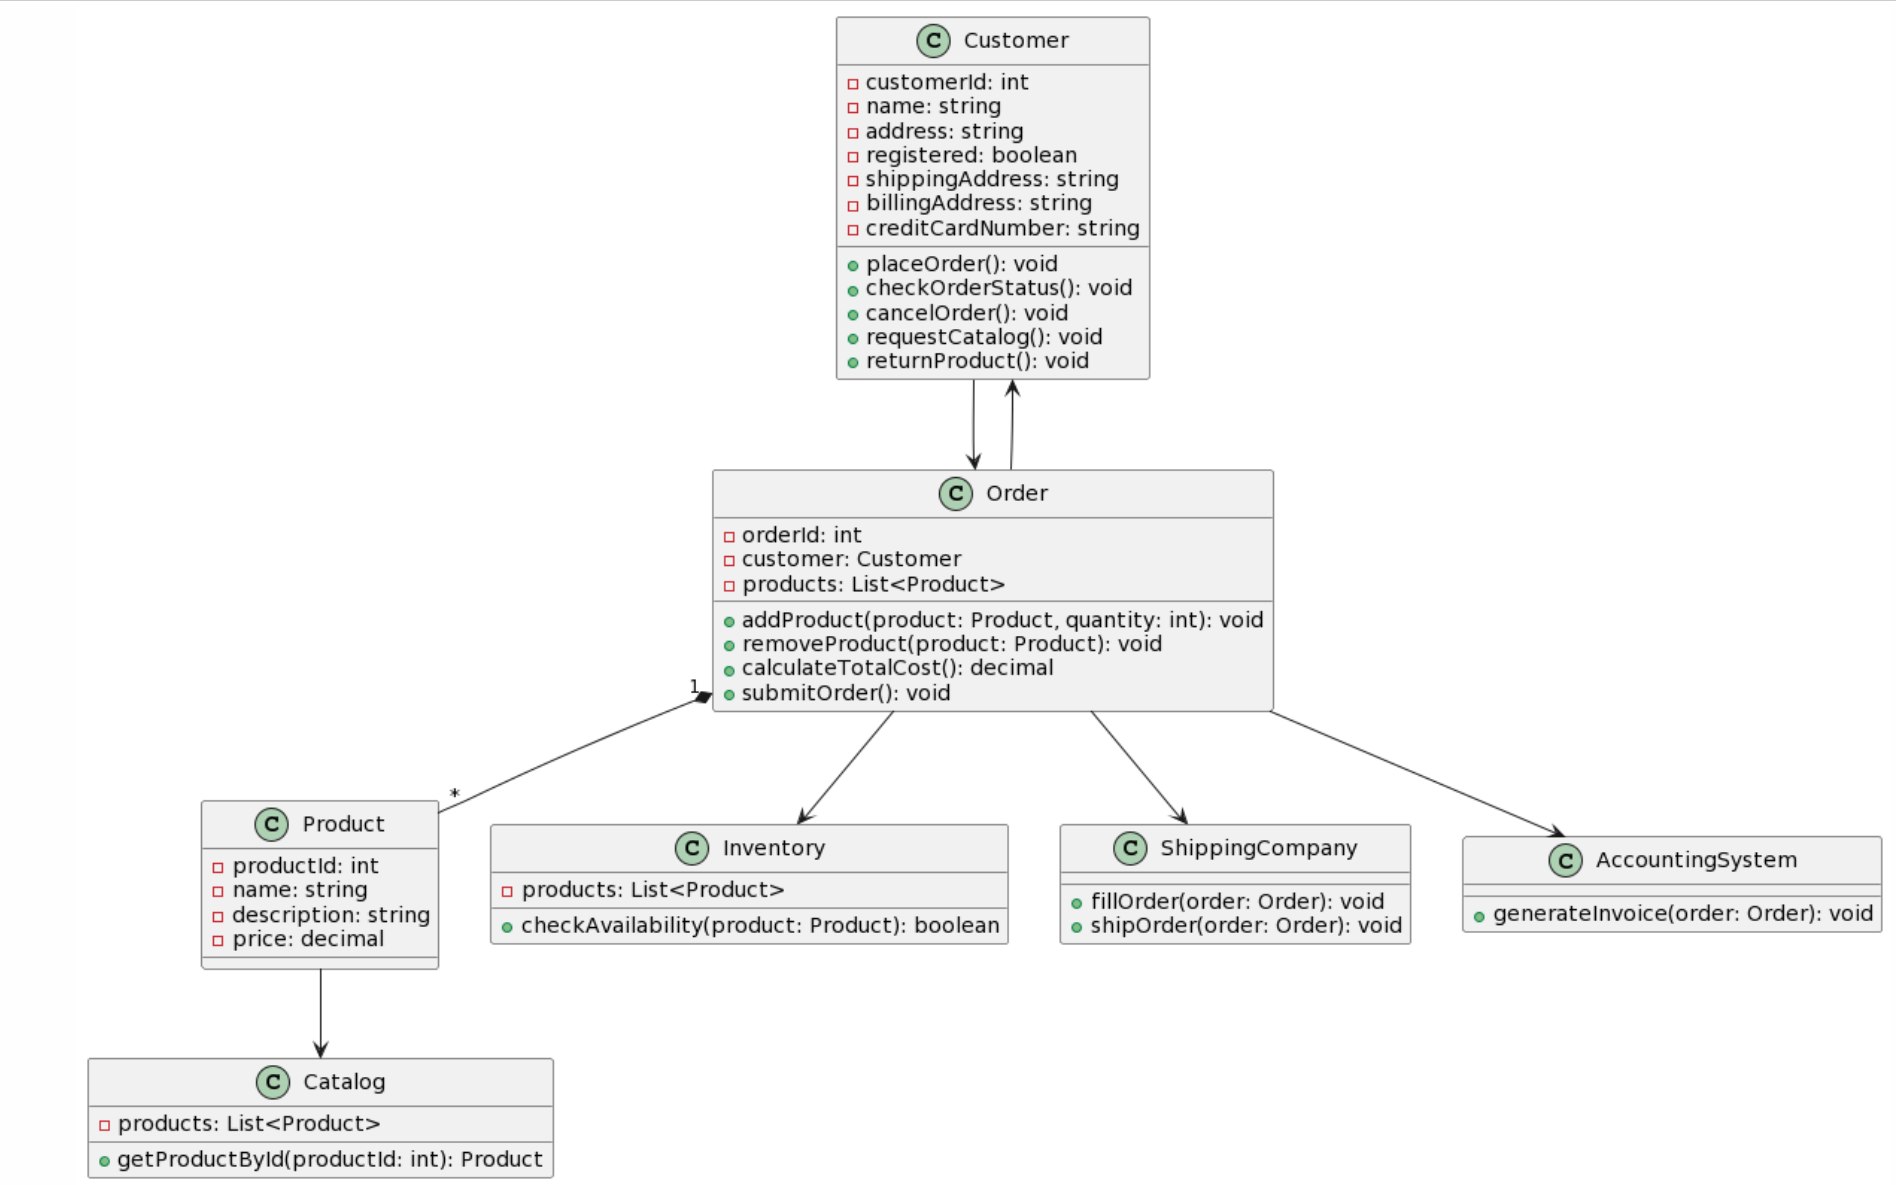 C Customer
customerId: int
name: string
address: string
registered: boolean
shippingAddress: string
billingAddress: string
creditCardNumber: string
placeOrder(): void
checkOrderStatus(): void
cancelOrder(): void
requestCatalog(): void
returnProduct(): void
C Order
orderId: int
customer: Customer
products: List<Product>
addProduct(product: Product, quantity: int): void
removeProduct(product: Product): void
calculateTotalCost(): decimal
submitOrder(): void
1
*
C Product
productId: int
name: string
description: string
price: decimal
C Inventory
products: List<Product>
checkAvailability(product: Product): boolean
C ShippingCompany
fillOrder(order: Order): void
shipOrder(order: Order): void
C AccountingSystem
generateInvoice(order: Order): void
C Catalog
products: List<Product>
getProductById(productId: int): Product